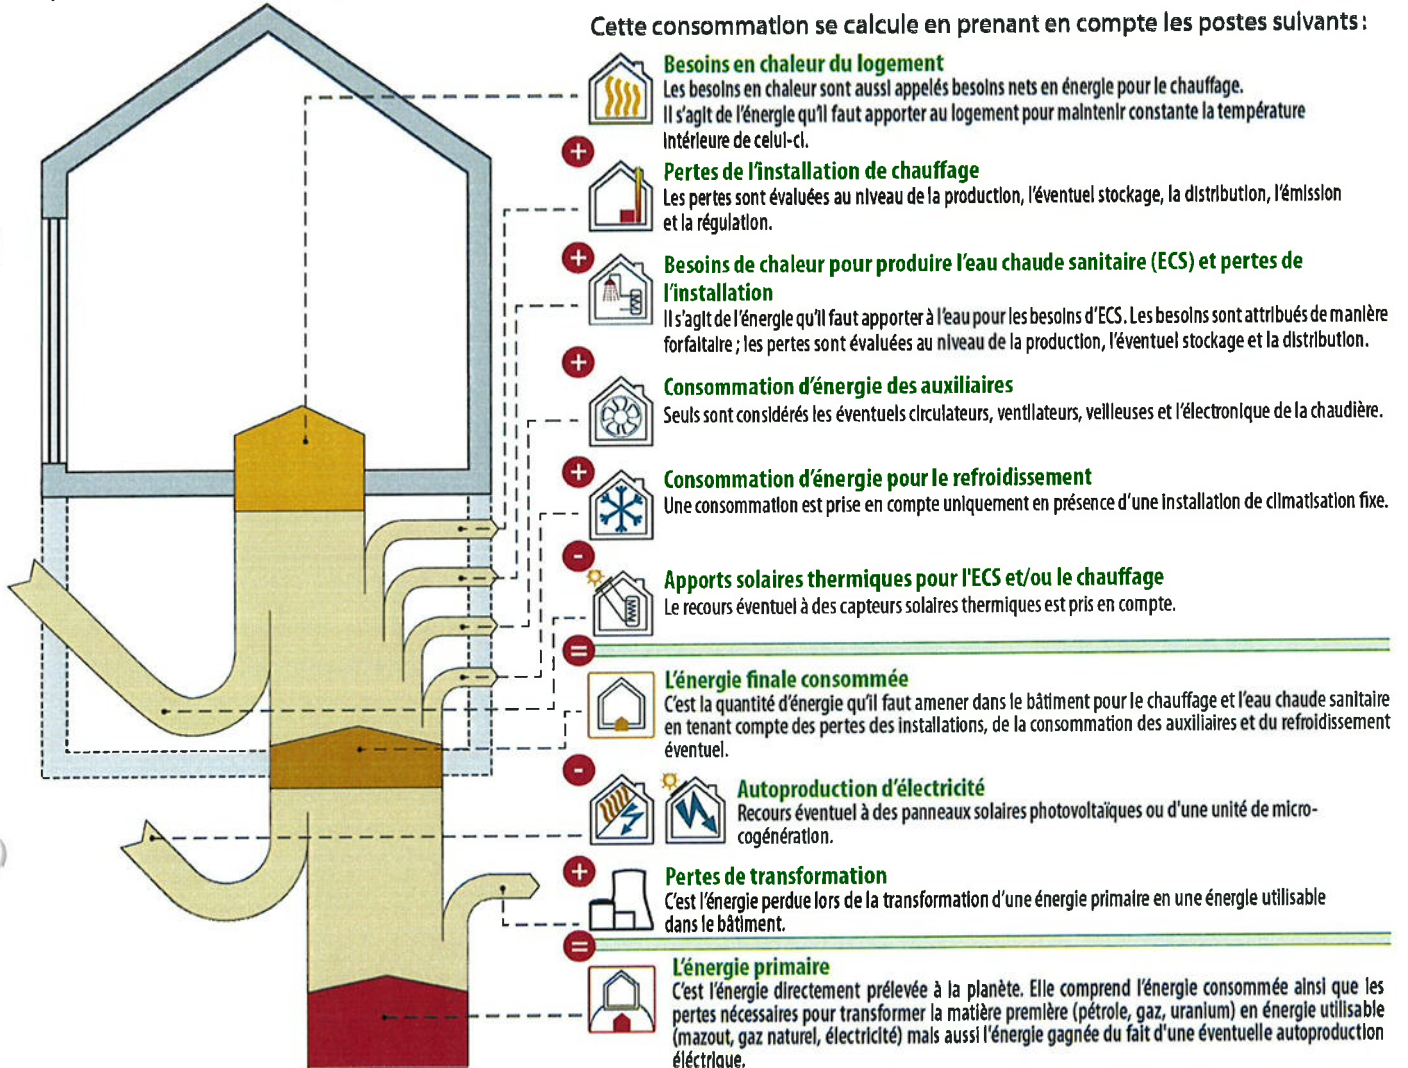 Cette consommation se calcule en prenant en compte les postes suivants :
Besoins en chaleur du logement
Les besoins en chaleur sont aussi appelés besoins nets en énergie pour le chauffage.
Il s'agit de l'énergie qu'il faut apporter au logement pour maintenir constante la température
intérieure de celui-ci.
+
Pertes de l'installation de chauffage
Les pertes sont évaluées au niveau de la production, l'éventuel stockage, la distribution, l'émission
et la régulation.
+
Besoins de chaleur pour produire l'eau chaude sanitaire (ECS) et pertes de
l'installation
Il s'agit de l'énergie qu'il faut apporter à l'eau pour les besoins d'ECS. Les besoins sont attribués de manière
forfaitaire ; les pertes sont évaluées au niveau de la production, l'éventuel stockage et la distribution.
+
Consommation d'énergie des auxiliaires
Seuls sont considérés les éventuels circulateurs, ventilateurs, veilleuses et l'électronique de la chaudière.
+
Consommation d'énergie pour le refroidissement
Une consommation est prise en compte uniquement en présence d'une installation de climatisation fixe.
-
Apports solaires thermiques pour l'ECS et/ou le chauffage
Le recours éventuel à des capteurs solaires thermiques est pris en compte.
=
L'énergie finale consommée
C'est la quantité d'énergie qu'il faut amener dans le bâtiment pour le chauffage et l'eau chaude sanitaire
en tenant compte des pertes des installations, de la consommation des auxiliaires et du refroidissement
éventuel.
-
Autoproduction d'électricité
Recours éventuel à des panneaux solaires photovoltaïques ou d'une unité de micro-
cogénération.
+
Pertes de transformation
C'est l'énergie perdue lors de la transformation d'une énergie primaire en une énergie utilisable
dans le bâtiment.
=
L'énergie primaire
C'est l'énergie directement prélevée à la planète. Elle comprend l'énergie consommée ainsi que les
pertes nécessaires pour transformer la matière première (pétrole, gaz, uranium) en énergie utilisable
(mazout, gaz naturel, électricité) mais aussi l'énergie gagnée du fait d'une éventuelle autoproduction
éléctrique.